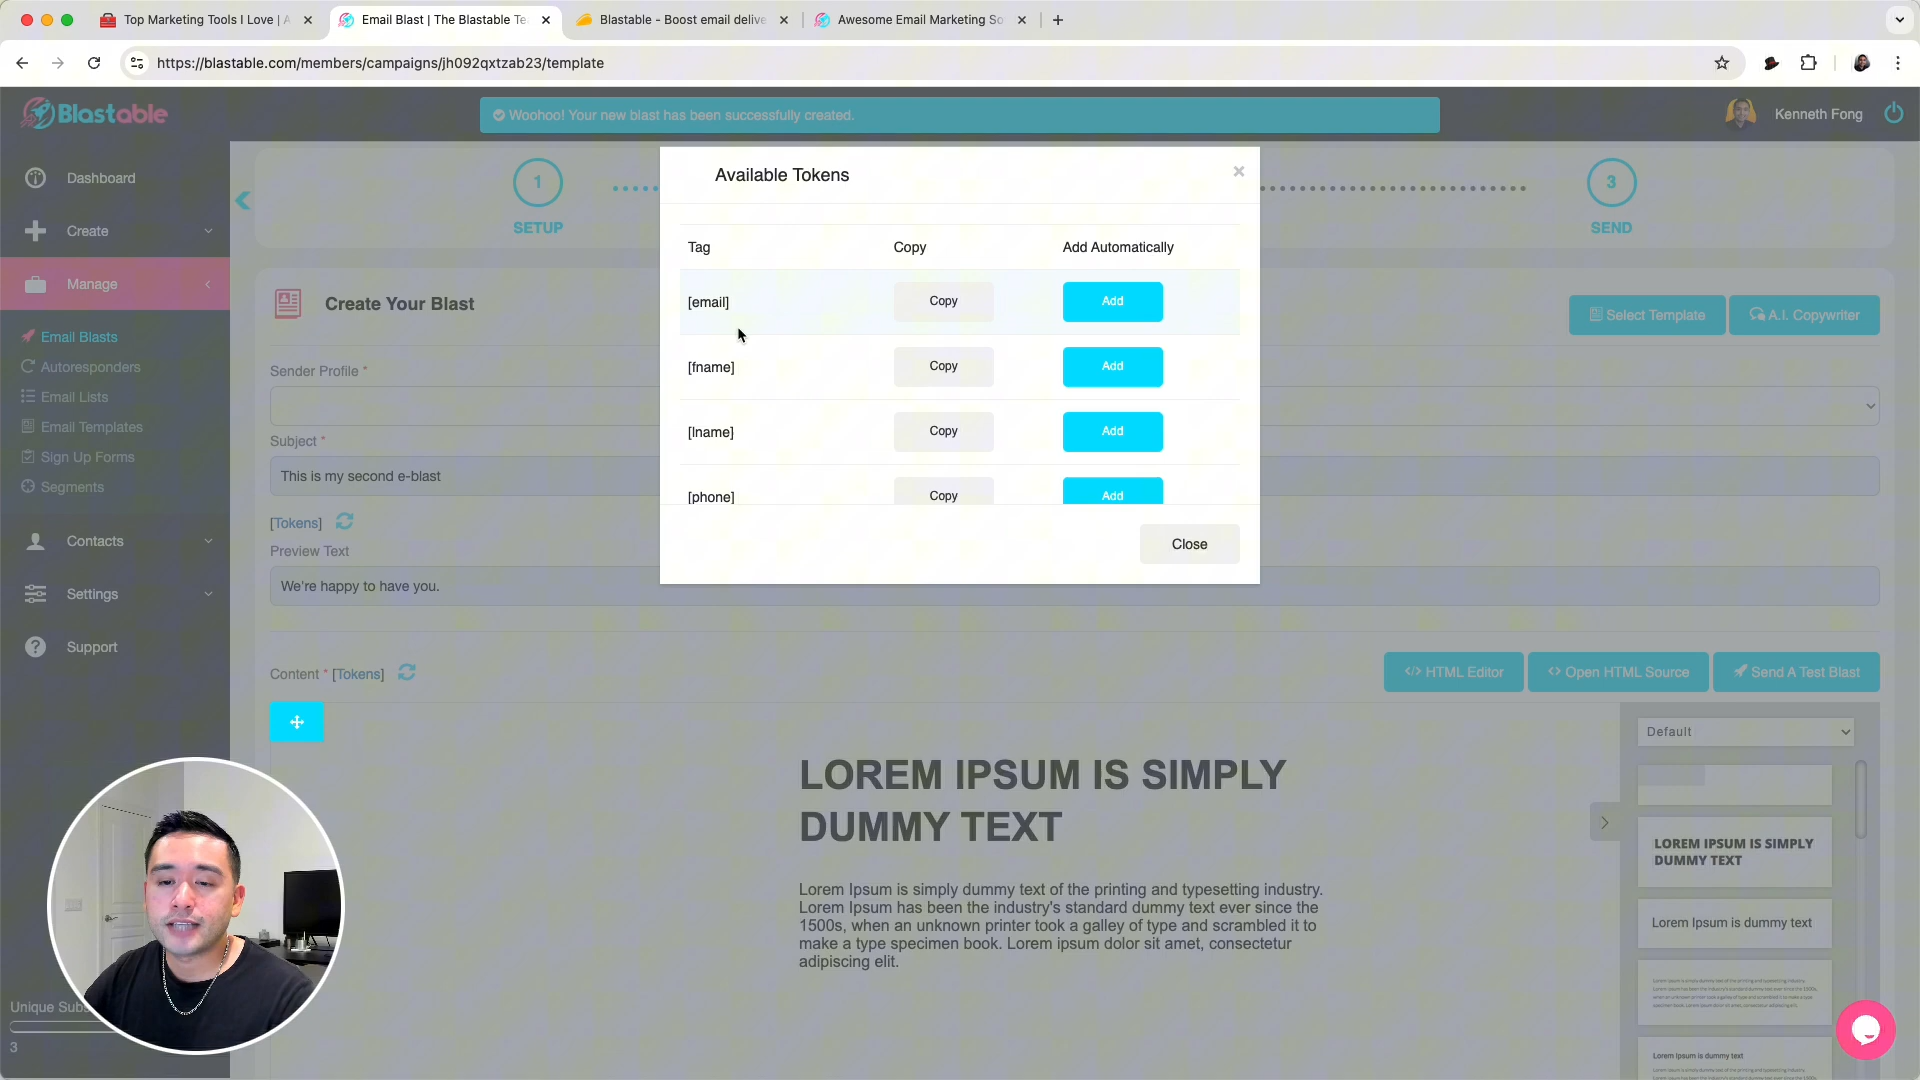 Top Marketing Tools I Love | A
Email Blast | The Blastable Te
Blastable - Boost email delive
Awesome Email Marketing So
https://blastable.com/members/campaigns/jh092qxtzab23/template
Blastable
Woohoo! Your new blast has been successfully created.
Kenneth Fong
Dashboard
Create
Manage
Email Blasts
Autoresponders
Email Lists
Email Templates
Sign Up Forms
Segments
Contacts
Settings
Support
Unique Subs
3
1
SETUP
3
SEND
Create Your Blast
Select Template
A.I. Copywriter
Sender Profile *
Subject *
This is my second e-blast
[Tokens]
Preview Text
We're happy to have you.
Content * [Tokens]
HTML Editor
Open HTML Source
Send A Test Blast
Available Tokens
×
Tag Copy Add Automatically
[email] Copy Add
[fname] Copy Add
[lname] Copy Add
[phone] Copy Add
Close
LOREM IPSUM IS SIMPLY
DUMMY TEXT
Lorem Ipsum is simply dummy text of the printing and typesetting industry.
Lorem Ipsum has been the industry's standard dummy text ever since the
1500s, when an unknown printer took a galley of type and scrambled it to
make a type specimen book. Lorem ipsum dolor sit amet, consectetur
adipiscing elit.
Default
LOREM IPSUM IS SIMPLY
DUMMY TEXT
Lorem Ipsum is dummy text
Lorem Ipsum is dummy text